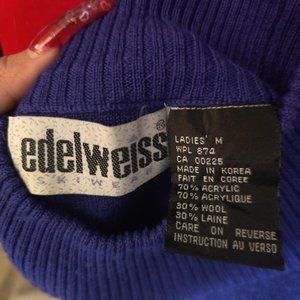 edelweiss®
SKIWEAR
LADIES' M
WPL 874
CA 00225
MADE IN KOREA
FAIT EN COREE
70% ACRYLIC
70% ACRYLIQUE
30% WOOL
30% LAINE
CARE ON REVERSE
INSTRUCTION AU VERSO